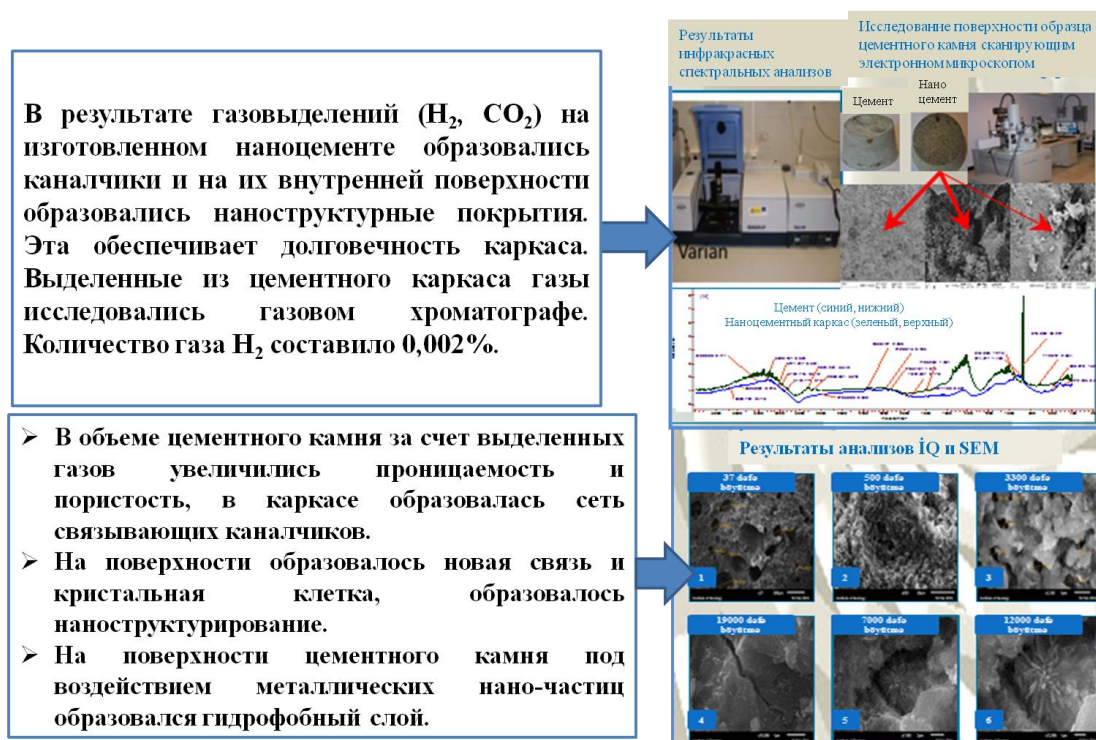 В результате газовыделений (H₂, CO₂) на
изготовленном наноцементе образовались
каналчики и на их внутренней поверхности
образовались наноструктурные покрытия.
Эта обеспечивает долговечность каркаса.
Выделенные из цементного каркаса газы
исследовались газовом хроматографе.
Количество газа H₂ составило 0,002%.
➢ В объеме цементного камня за счет выделенных
газов увеличились проницаемость и
пористость, в каркасе образовалась сеть
связывающих каналчиков.
➢ На поверхности образовалось новая связь и
кристальная клетка, образовалось
наноструктурирование.
➢ На поверхности цементного камня под
воздействием металлических нано-частиц
образовался гидрофобный слой.
Результаты
инфракрасных
спектральных анализов
Исследование поверхности образца
цементного камня сканирующим
электронном микроскопом
Цемент
Нано
цемент
Varian
Цемент (синий, нижний)
Наноцементный каркас (зеленый, верхный)
Результаты анализов İQ и SEM
37 dəfə
böyütmə
1
500 dəfə
böyütmə
2
3300 dəfə
böyütmə
3
19000 dəfə
böyütmə
4
7000 dəfə
böyütmə
5
12000 dəfə
böyütmə
6